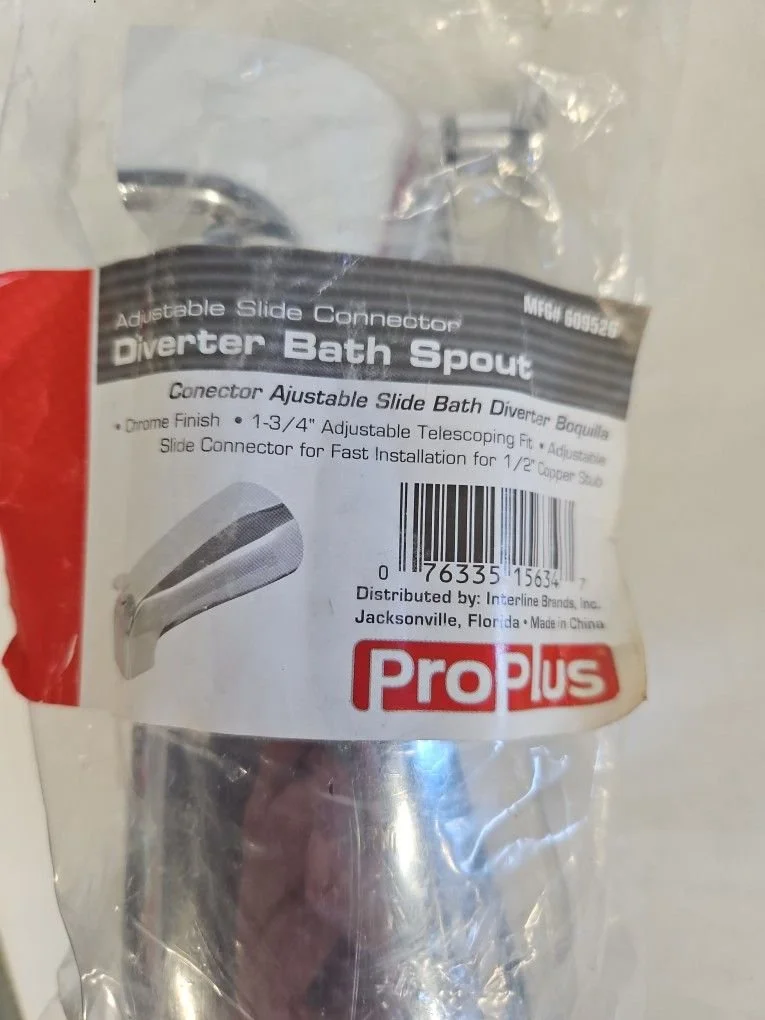 MFG# 609526
Adjustable Slide Connector
Diverter Bath Spout
Conector Ajustable Slide Bath Diverter Boquilla
• Chrome Finish • 1-3/4" Adjustable Telescoping Fit • Adjustable
Slide Connector for Fast Installation for 1/2" Copper Stub
0 76335 15634 7
Distributed by: Interline Brands, Inc.
Jacksonville, Florida • Made in China
ProPlus